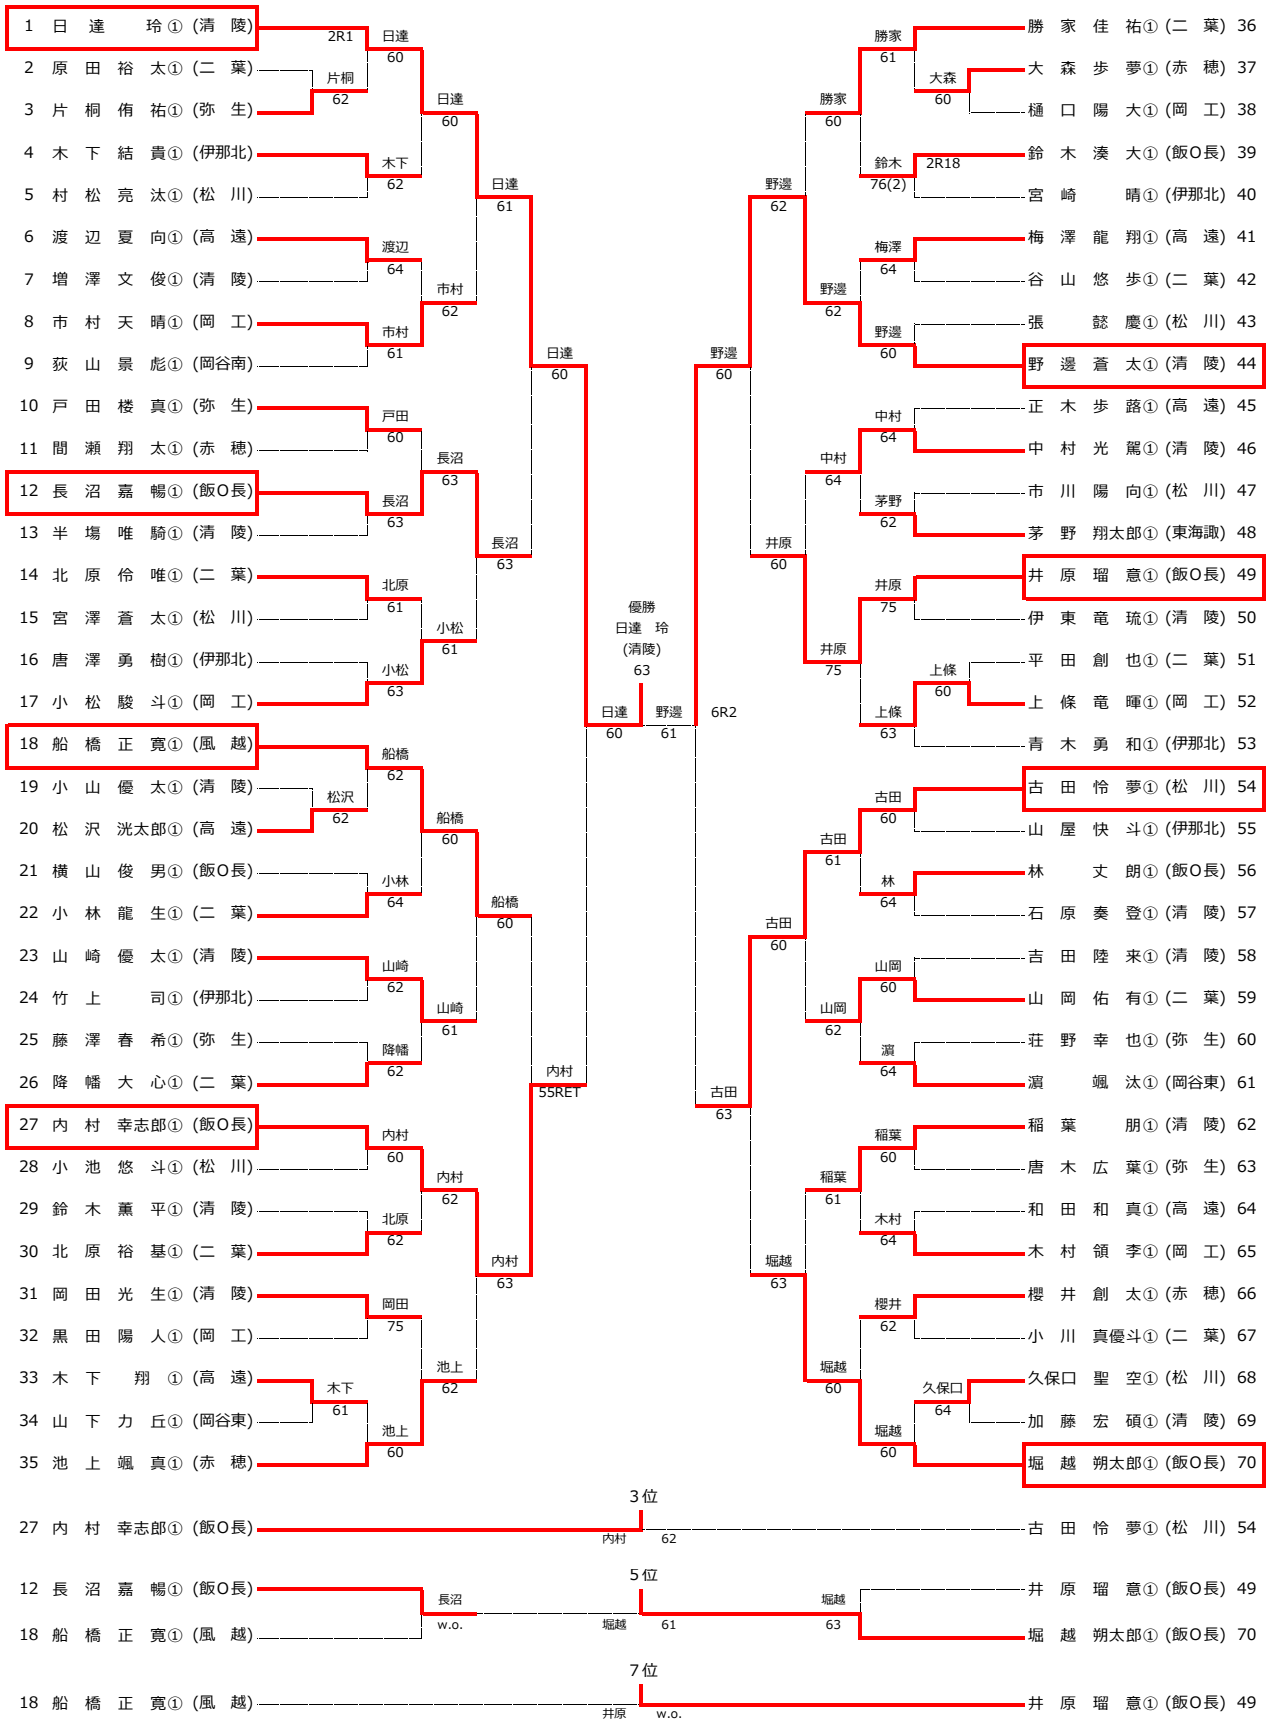 1 日 達 玲 ① (清 陵)
2 原 田 裕 太① (二 葉)
3 片 桐 侑 祐① (弥 生)
4 木 下 結 貴① (伊那北)
5 村 松 亮 汰① (松 川)
6 渡 辺 夏 向① (高 遠)
7 増 澤 文 俊① (清 陵)
8 市 村 天 晴① (岡 工)
9 荻 山 景 彪① (岡谷南)
10 戸 田 楼 真① (弥 生)
11 間 瀬 翔 太① (赤 穂)
12 長 沼 嘉 暢① (飯O長)
13 半 場 唯 騎① (清 陵)
14 北 原 伶 唯① (二 葉)
15 宮 澤 蒼 太① (松 川)
16 唐 澤 勇 樹① (伊那北)
17 小 松 駿 斗① (岡 工)
18 船 橋 正 寛① (風 越)
19 小 山 優 太① (清 陵)
20 松 沢 洸太郎① (高 遠)
21 横 山 俊 男① (飯O長)
22 小 林 龍 生① (二 葉)
23 山 崎 優 太① (清 陵)
24 竹 上 司① (伊那北)
25 藤 澤 春 希① (弥 生)
26 降 幡 大 心① (二 葉)
27 内 村 幸志郎① (飯O長)
28 小 池 悠 斗① (松 川)
29 鈴 木 薫 平① (清 陵)
30 北 原 裕 基① (二 葉)
31 岡 田 光 生① (清 陵)
32 黒 田 陽 人① (岡 工)
33 木 下 翔 ① (高 遠)
34 山 下 力 丘① (岡谷東)
35 池 上 颯 真① (赤 穂)
2R1
日達
60
片桐
62
日達
60
木下
62
日達
61
渡辺
64
市村
62
市村
61
日達
60
戸田
60
長沼
63
長沼
63
長沼
63
北原
61
小松
61
小松
63
優勝
日達 玲
(清陵)
63
日達
60
野邊
61
6R2
船橋
62
松沢
62
船橋
60
小林
64
船橋
60
山崎
62
山崎
61
降幡
62
内村
55RET
内村
60
内村
62
北原
62
内村
63
岡田
75
池上
62
木下
61
池上
60
勝家
61
大森
60
勝家
60
鈴木
76(2)
2R18
野邊
62
梅澤
64
野邊
62
野邊
60
野邊
60
中村
64
中村
64
茅野
62
井原
60
井原
75
井原
75
上條
60
上條
63
古田
60
古田
61
林
64
古田
60
山岡
60
山岡
62
濵
64
古田
63
稲葉
60
稲葉
61
木村
64
堀越
63
櫻井
62
堀越
60
久保口
64
堀越
60
勝 家 佳 祐① (二 葉) 36
大 森 歩 夢① (赤 穂) 37
樋 口 陽 大① (岡 工) 38
鈴 木 湊 大① (飯O長) 39
宮 崎 晴① (伊那北) 40
梅 澤 龍 翔① (高 遠) 41
谷 山 悠 歩① (二 葉) 42
張 懿 慶① (松 川) 43
野 邊 蒼 太① (清 陵) 44
正 木 歩 蕗① (高 遠) 45
中 村 光 駕① (清 陵) 46
市 川 陽 向① (松 川) 47
茅 野 翔太郎① (東海諏) 48
井 原 瑠 意① (飯O長) 49
伊 東 竜 琉① (清 陵) 50
平 田 創 也① (二 葉) 51
上 條 竜 暉① (岡 工) 52
青 木 勇 和① (伊那北) 53
古 田 怜 夢① (松 川) 54
山 屋 快 斗① (伊那北) 55
林 丈 朗① (飯O長) 56
石 原 奏 登① (清 陵) 57
吉 田 陸 来① (清 陵) 58
山 岡 佑 有① (二 葉) 59
荘 野 幸 也① (弥 生) 60
濵 颯 汰① (岡谷東) 61
稲 葉 朋① (清 陵) 62
唐 木 広 葉① (弥 生) 63
和 田 和 真① (高 遠) 64
木 村 領 李① (岡 工) 65
櫻 井 創 太① (赤 穂) 66
小 川 真優斗① (二 葉) 67
久保口 聖 空① (松 川) 68
加 藤 宏 碩① (清 陵) 69
堀 越 朔太郎① (飯O長) 70
3位
27 内 村 幸志郎① (飯O長)
内村 62
古 田 怜 夢① (松 川) 54
5位
12 長 沼 嘉 暢① (飯O長)
18 船 橋 正 寛① (風 越)
長沼
w.o.
堀越 61
堀越
63
井 原 瑠 意① (飯O長) 49
堀 越 朔太郎① (飯O長) 70
7位
18 船 橋 正 寛① (風 越)
井原 w.o.
井 原 瑠 意① (飯O長) 49